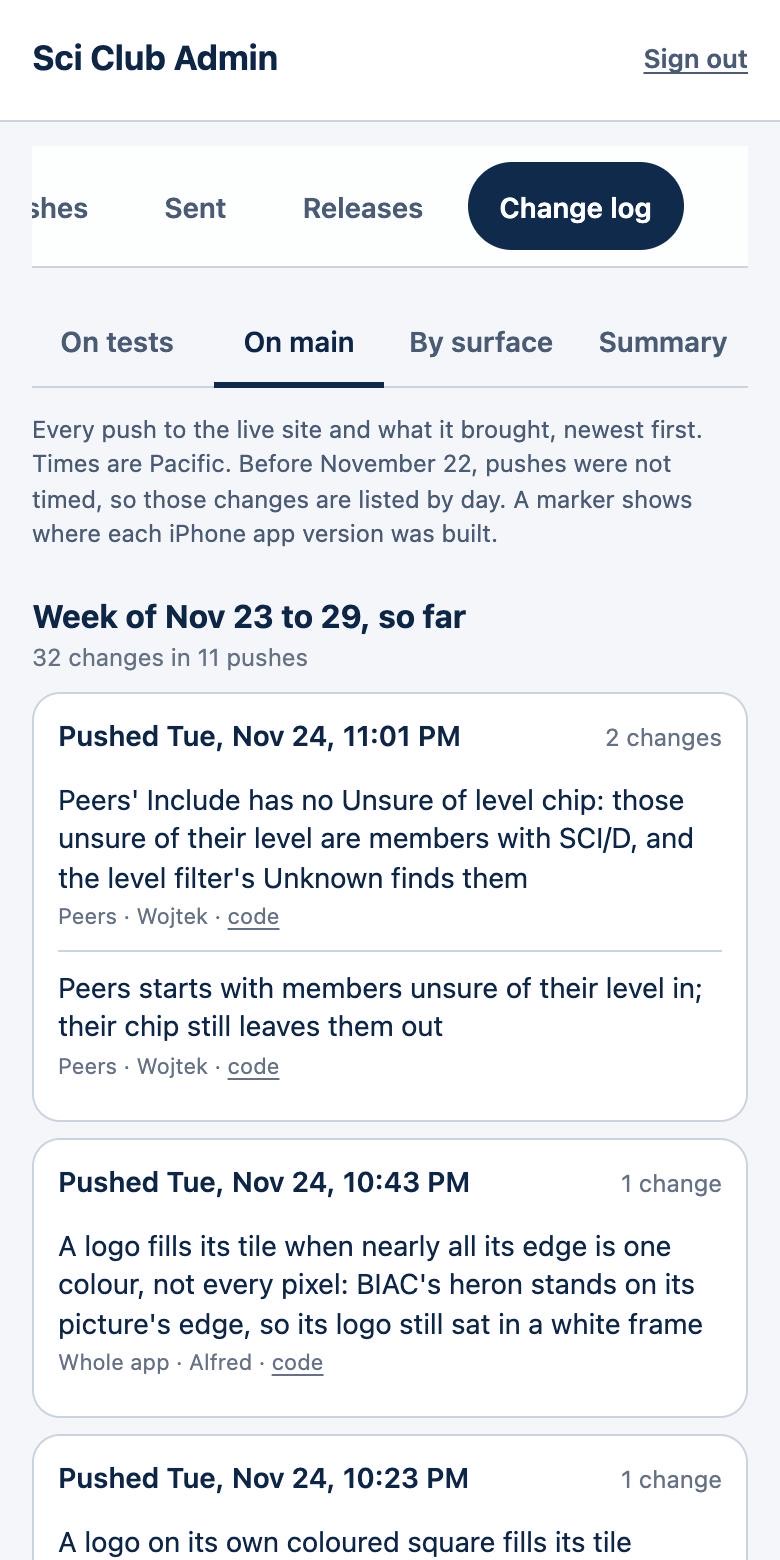 Sci Club Admin
Sign out
shes
Sent
Releases
Change log
On tests
On main
By surface
Summary
Every push to the live site and what it brought, newest first.
Times are Pacific. Before November 22, pushes were not
timed, so those changes are listed by day. A marker shows
where each iPhone app version was built.
Week of Nov 23 to 29, so far
32 changes in 11 pushes
Pushed Tue, Nov 24, 11:01 PM
2 changes
Peers' Include has no Unsure of level chip: those
unsure of their level are members with SCI/D, and
the level filter's Unknown finds them
Peers · Wojtek · code
Peers starts with members unsure of their level in;
their chip still leaves them out
Peers · Wojtek · code
Pushed Tue, Nov 24, 10:43 PM
1 change
A logo fills its tile when nearly all its edge is one
colour, not every pixel: BIAC's heron stands on its
picture's edge, so its logo still sat in a white frame
Whole app · Alfred · code
Pushed Tue, Nov 24, 10:23 PM
1 change
A logo on its own coloured square fills its tile